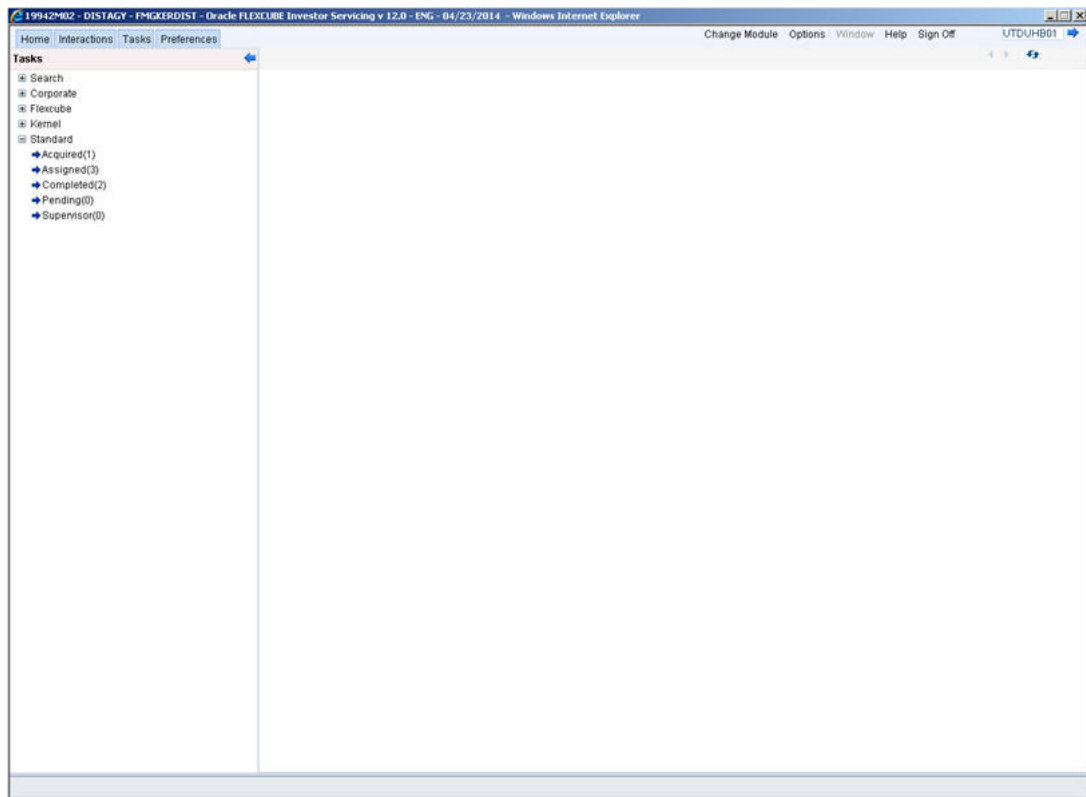 19942M02 - DISTAGY - FMGKERDIST - Oracle FLEXCUBE Investor Servicing v 12.0 - ENG - 04/23/2014 - Windows Internet Explorer
Home Interactions Tasks Preferences Change Module Options Window Help Sign Off UTDUHB01
Tasks
Search
Corporate
Flexcube
Kernel
Standard
Acquired(1)
Assigned(3)
Completed(2)
Pending(0)
Supervisor(0)